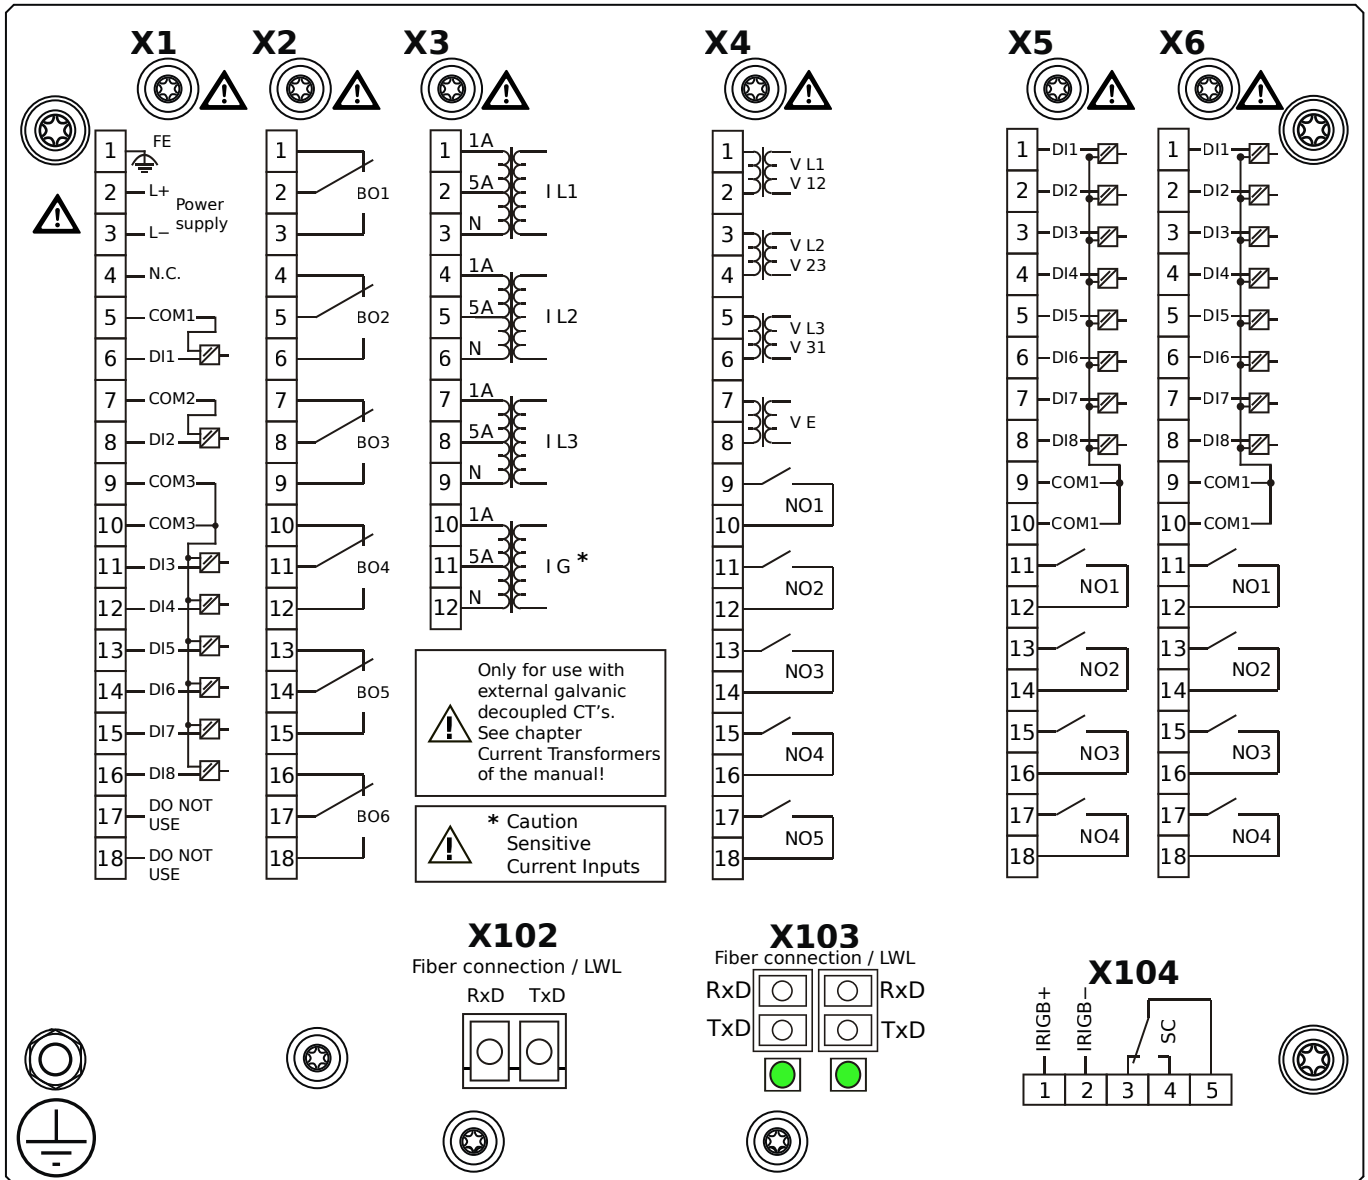 X1 X2 X3 X4 X5 X6
1 FE
2 L+
Power
supply
3 L−
4 N.C.
5 COM1
6 DI1
7 COM2
8 DI2
9 COM3
10 COM3
11 DI3
12 DI4
13 DI5
14 DI6
15 DI7
16 DI8
17 DO NOT
USE
18 DO NOT
USE
1
2 BO1
3
4
5 BO2
6
7
8 BO3
9
10
11 BO4
12
13
14 BO5
15
16
17 BO6
18
1 1A
2 5A I L1
3 N
4 1A
5 5A I L2
6 N
7 1A
8 5A I L3
9 N
10 1A
11 5A I G *
12 N
Only for use with
external galvanic
decoupled CT's.
See chapter
Current Transformers
of the manual!
* Caution
Sensitive
Current Inputs
1 V L1
2 V 12
3 V L2
4 V 23
5 V L3
6 V 31
7
V E
8
9
NO1
10
11
NO2
12
13
NO3
14
15
NO4
16
17
NO5
18
1 DI1
2 DI2
3 DI3
4 DI4
5 DI5
6 DI6
7 DI7
8 DI8
9 COM1
10 COM1
11
NO1
12
13
NO2
14
15
NO3
16
17
NO4
18
1 DI1
2 DI2
3 DI3
4 DI4
5 DI5
6 DI6
7 DI7
8 DI8
9 COM1
10 COM1
11
NO1
12
13
NO2
14
15
NO3
16
17
NO4
18
X102
Fiber connection / LWL
RxD TxD
X103
Fiber connection / LWL
RxD RxD
TxD TxD
X104
IRIGB+ IRIGB− SC
1 2 3 4 5